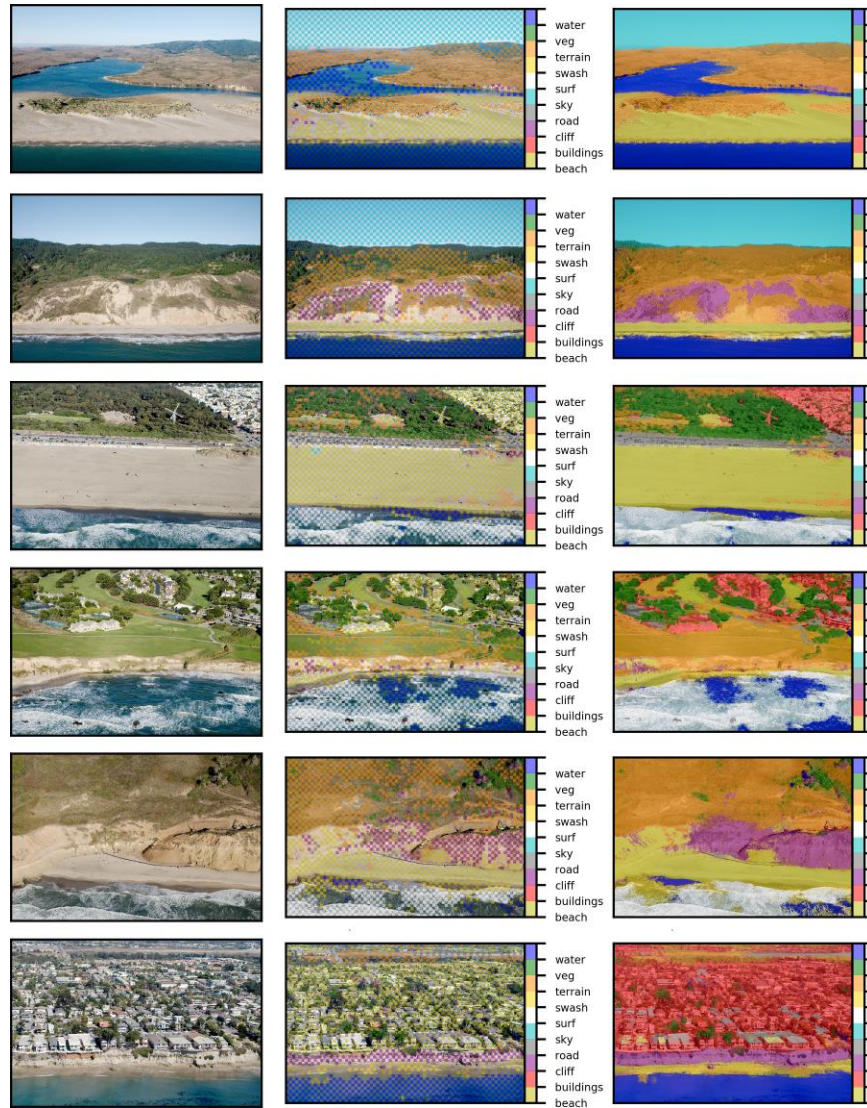 water
veg
terrain
swash
surf
sky
road
cliff
buildings
beach
water
veg
terrain
swash
surf
sky
road
cliff
buildings
beach
water
veg
terrain
swash
surf
sky
road
cliff
buildings
beach
water
veg
terrain
swash
surf
sky
road
cliff
buildings
beach
water
veg
terrain
swash
surf
sky
road
cliff
buildings
beach
water
veg
terrain
swash
surf
sky
road
cliff
buildings
beach